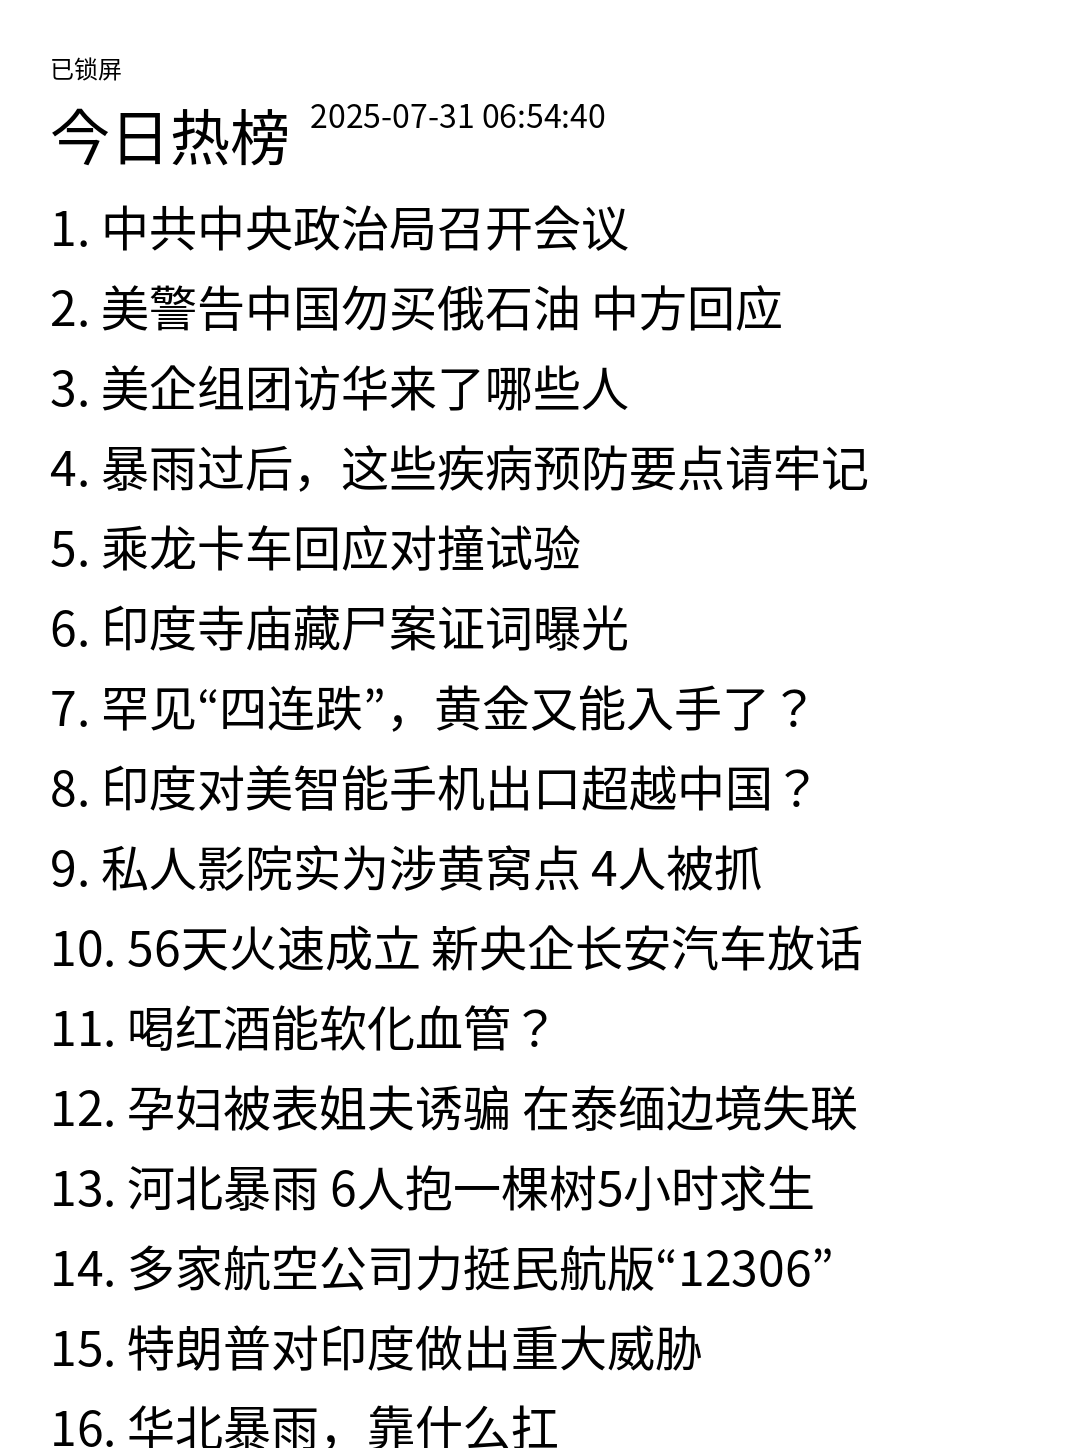 已锁屏
今日热榜 2025-07-31 06:54:40
1. 中共中央政治局召开会议
2. 美警告中国勿买俄石油 中方回应
3. 美企组团访华来了哪些人
4. 暴雨过后，这些疾病预防要点请牢记
5. 乘龙卡车回应对撞试验
6. 印度寺庙藏尸案证词曝光
7. 罕见“四连跌”，黄金又能入手了？
8. 印度对美智能手机出口超越中国？
9. 私人影院实为涉黄窝点 4人被抓
10. 56天火速成立 新央企长安汽车放话
11. 喝红酒能软化血管？
12. 孕妇被表姐夫诱骗 在泰缅边境失联
13. 河北暴雨 6人抱一棵树5小时求生
14. 多家航空公司力挺民航版“12306”
15. 特朗普对印度做出重大威胁
16. 华北暴雨，靠什么扛